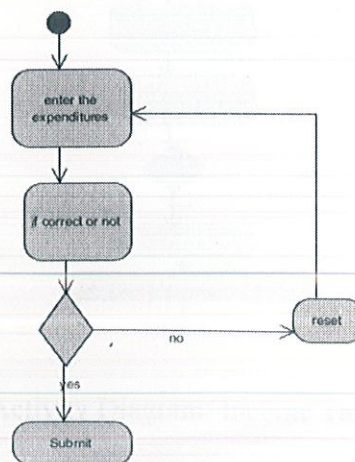 enter the
expenditures
if correct or not
no
reset
yes
Submit